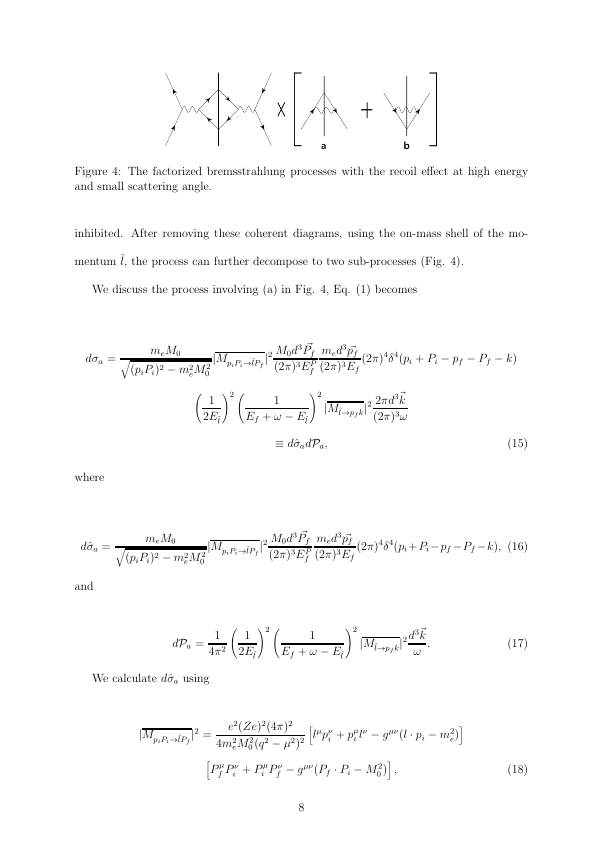 a b
Figure 4: The factorized bremsstrahlung processes with the recoil effect at high energy
and small scattering angle.
inhibited. After removing these coherent diagrams, using the on-mass shell of the mo-
mentum \hat{l}, the process can further decompose to two sub-processes (Fig. 4).
We discuss the process involving (a) in Fig. 4, Eq. (1) becomes
d\sigma_a = \frac{m_e M_0}{\sqrt{(p_i P_i)^2 - m_e^2 M_0^2}} |\overline{M_{p_i P_i \to \hat{l} P_f}}|^2 \frac{M_0 d^3\vec{P_f}}{(2\pi)^3 E_f^P} \frac{m_e d^3\vec{p_f}}{(2\pi)^3 E_f} (2\pi)^4 \delta^4(p_i + P_i - p_f - P_f - k)
\left(\frac{1}{2E_{\hat{l}}}\right)^2 \left(\frac{1}{E_f + \omega - E_{\hat{l}}}\right)^2 |\overline{M_{\hat{l} \to p_f k}}|^2 \frac{2\pi d^3\vec{k}}{(2\pi)^3 \omega}
\equiv d\hat{\sigma}_a d\mathcal{P}_a, (15)
where
d\hat{\sigma}_a = \frac{m_e M_0}{\sqrt{(p_i P_i)^2 - m_e^2 M_0^2}} |\overline{M_{p_i P_i \to \hat{l} P_f}}|^2 \frac{M_0 d^3\vec{P_f}}{(2\pi)^3 E_f^P} \frac{m_e d^3\vec{p_f}}{(2\pi)^3 E_f} (2\pi)^4 \delta^4(p_i + P_i - p_f - P_f - k), (16)
and
d\mathcal{P}_a = \frac{1}{4\pi^2} \left(\frac{1}{2E_{\hat{l}}}\right)^2 \left(\frac{1}{E_f + \omega - E_{\hat{l}}}\right)^2 |\overline{M_{\hat{l} \to p_f k}}|^2 \frac{d^3\vec{k}}{\omega}. (17)
We calculate d\hat{\sigma}_a using
|\overline{M_{p_i P_i \to \hat{l} P_f}}|^2 = \frac{e^2 (Ze)^2 (4\pi)^2}{4m_e^2 M_0^2 (q^2 - \mu^2)^2} \left[ l^\mu p_i^\nu + p_i^\mu l^\nu - g^{\mu\nu}(l \cdot p_i - m_e^2) \right]
\left[ P_f^\mu P_i^\nu + P_i^\mu P_f^\nu - g^{\mu\nu}(P_f \cdot P_i - M_0^2) \right], (18)
8